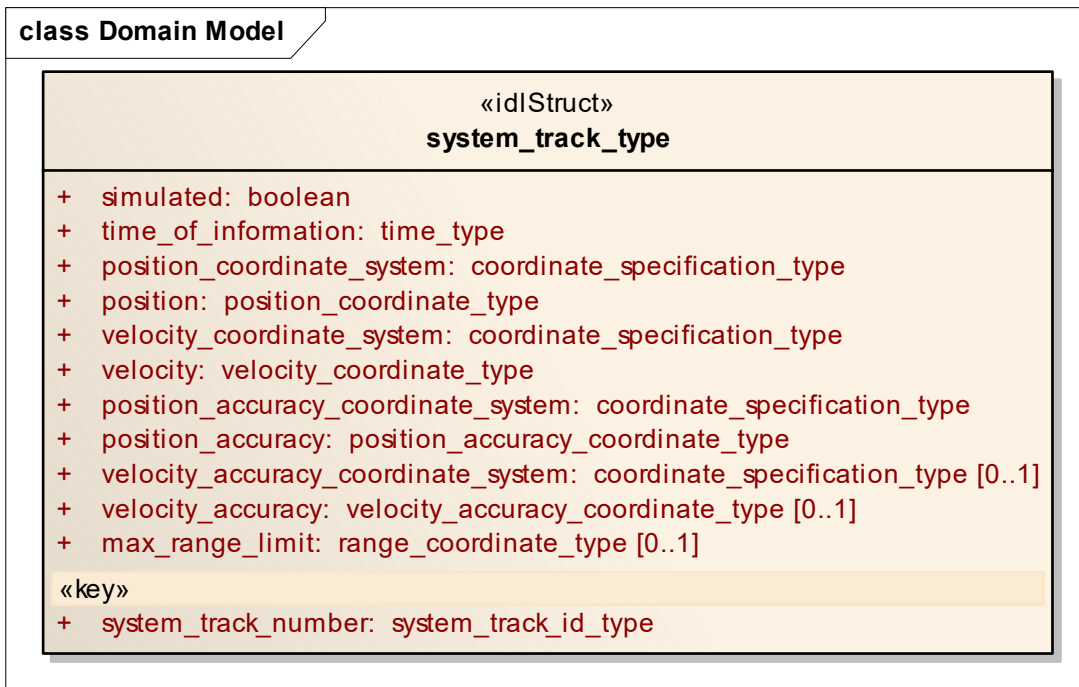 class Domain Model
«idlStruct»
system_track_type
+ simulated: boolean
+ time_of_information: time_type
+ position_coordinate_system: coordinate_specification_type
+ position: position_coordinate_type
+ velocity_coordinate_system: coordinate_specification_type
+ velocity: velocity_coordinate_type
+ position_accuracy_coordinate_system: coordinate_specification_type
+ position_accuracy: position_accuracy_coordinate_type
+ velocity_accuracy_coordinate_system: coordinate_specification_type [0..1]
+ velocity_accuracy: velocity_accuracy_coordinate_type [0..1]
+ max_range_limit: range_coordinate_type [0..1]
«key»
+ system_track_number: system_track_id_type